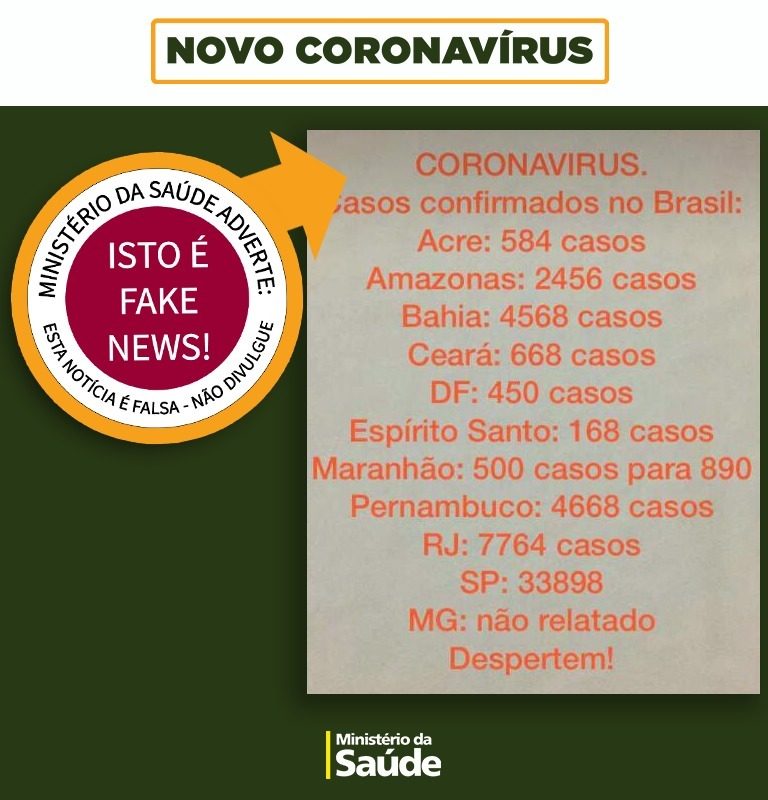 NOVO CORONAVÍRUS
MINISTÉRIO DA SAÚDE ADVERTE:
ISTO É
FAKE
NEWS!
ESTA NOTÍCIA É FALSA - NÃO DIVULGUE
CORONAVIRUS.
Casos confirmados no Brasil:
Acre: 584 casos
Amazonas: 2456 casos
Bahia: 4568 casos
Ceará: 668 casos
DF: 450 casos
Espírito Santo: 168 casos
Maranhão: 500 casos para 890
Pernambuco: 4668 casos
RJ: 7764 casos
SP: 33898
MG: não relatado
Despertem!
Ministério da
Saúde